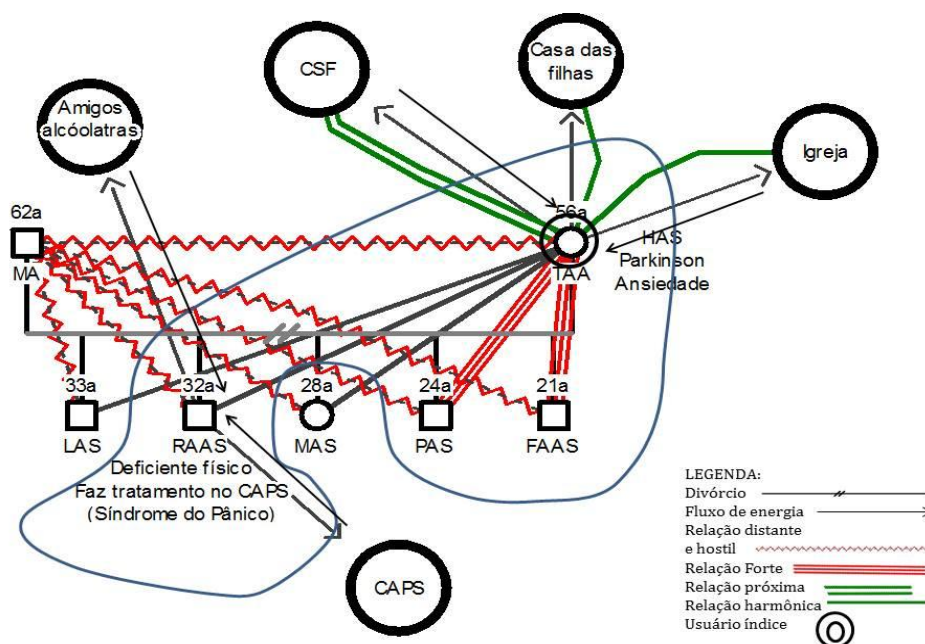 CSF
Casa das
filhas
Amigos
alcóolatras
Igreja
62a
MA
56a
TAA
HAS
Parkinson
Ansiedade
33a
32a
28a
24a
21a
LAS
RAAS
MAS
PAS
FAAS
Deficiente físico
Faz tratamento no CAPS
(Síndrome do Pânico)
CAPS
LEGENDA:
Divórcio
Fluxo de energia
Relação distante
e hostil
Relação Forte
Relação próxima
Relação harmônica
Usuário índice